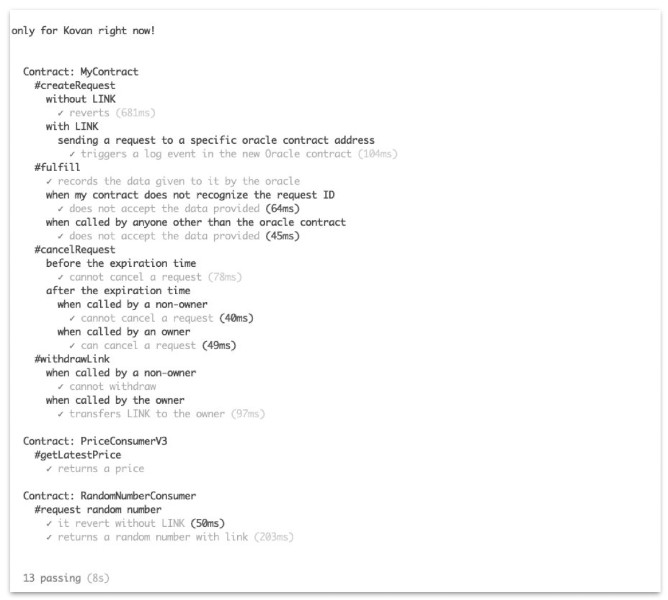 only for Kovan right now!
Contract: MyContract
#createRequest
without LINK
✓ reverts (681ms)
with LINK
sending a request to a specific oracle contract address
✓ triggers a log event in the new Oracle contract (104ms)
#fulfill
✓ records the data given to it by the oracle
when my contract does not recognize the request ID
✓ does not accept the data provided (64ms)
when called by anyone other than the oracle contract
✓ does not accept the data provided (45ms)
#cancelRequest
before the expiration time
✓ cannot cancel a request (78ms)
after the expiration time
when called by a non-owner
✓ cannot cancel a request (40ms)
when called by an owner
✓ can cancel a request (49ms)
#withdrawLink
when called by a non-owner
✓ cannot withdraw
when called by the owner
✓ transfers LINK to the owner (97ms)
Contract: PriceConsumerV3
#getLatestPrice
✓ returns a price
Contract: RandomNumberConsumer
#request random number
✓ it revert without LINK (50ms)
✓ returns a random number with link (203ms)
13 passing (8s)